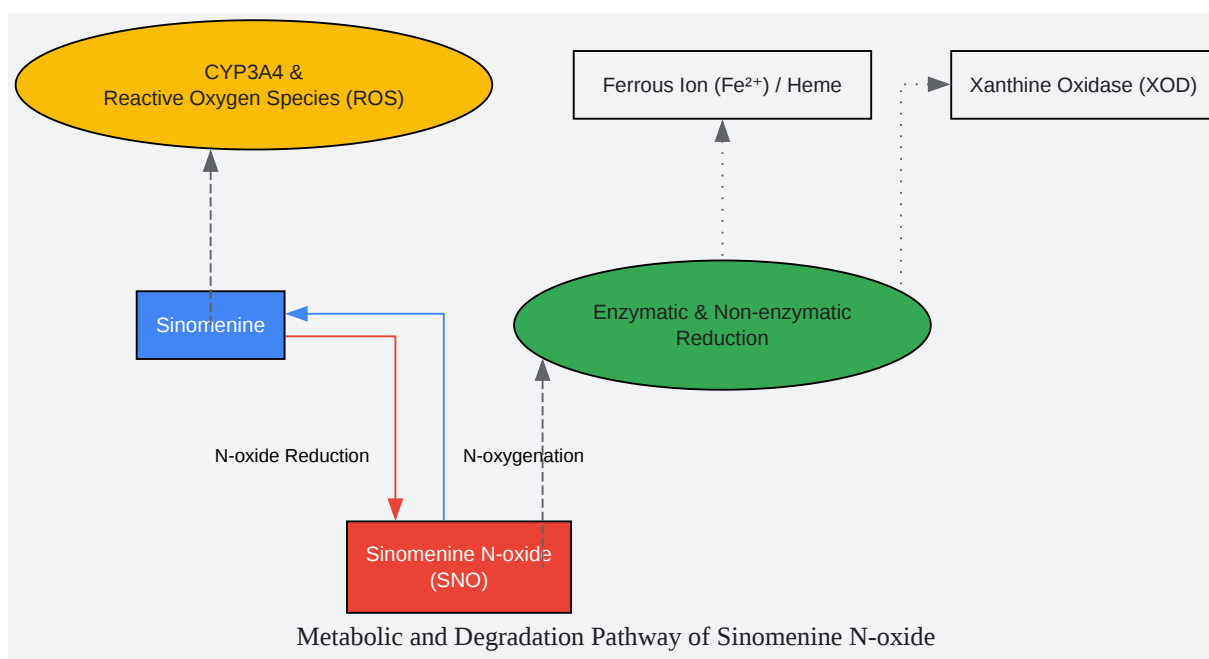 CYP3A4 &
Reactive Oxygen Species (ROS)
Ferrous Ion (Fe²⁺) / Heme
Xanthine Oxidase (XOD)
Sinomenine
Enzymatic & Non-enzymatic
Reduction
N-oxide Reduction
N-oxygenation
Sinomenine N-oxide
(SNO)
Metabolic and Degradation Pathway of Sinomenine N-oxide